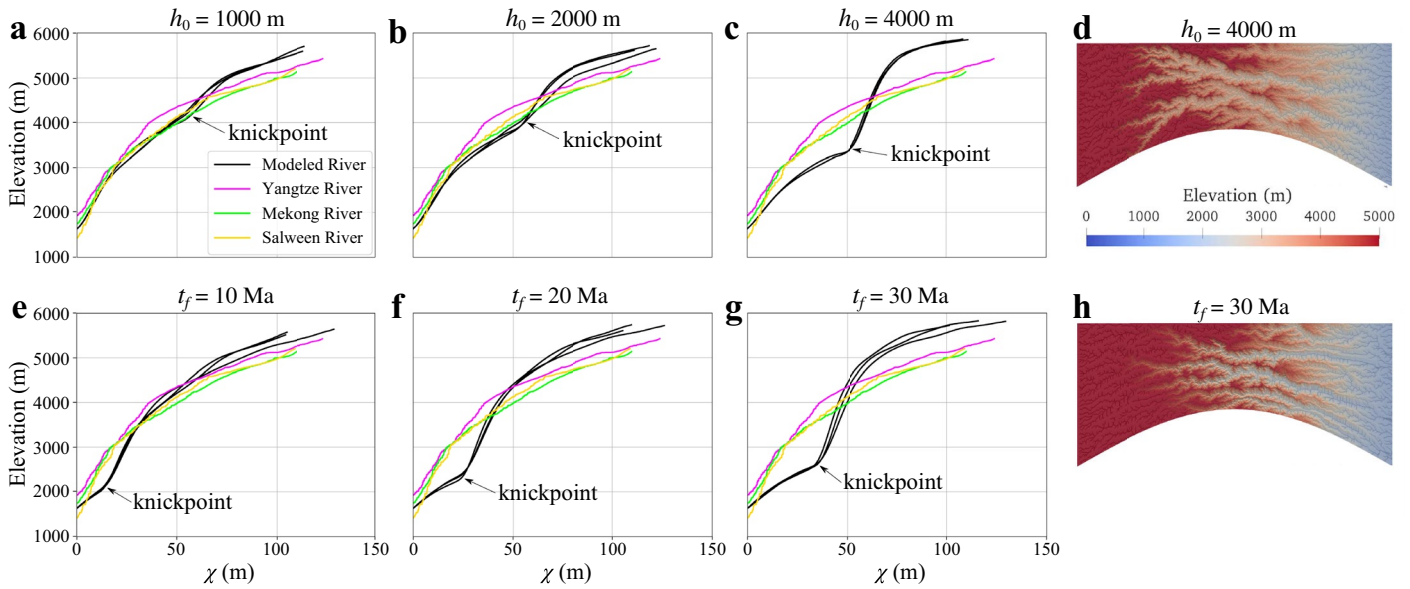 a
h0 = 1000 m
b
h0 = 2000 m
c
h0 = 4000 m
d
h0 = 4000 m
6000
5000
4000
3000
2000
1000
Elevation (m)
knickpoint
Modeled River
Yangtze River
Mekong River
Salween River
knickpoint
knickpoint
Elevation (m)
0 1000 2000 3000 4000 5000
e
tf = 10 Ma
f
tf = 20 Ma
g
tf = 30 Ma
h
tf = 30 Ma
6000
5000
4000
3000
2000
1000
Elevation (m)
knickpoint
knickpoint
knickpoint
0 50 100 150
0 50 100 150
0 50 100 150
χ (m)
χ (m)
χ (m)